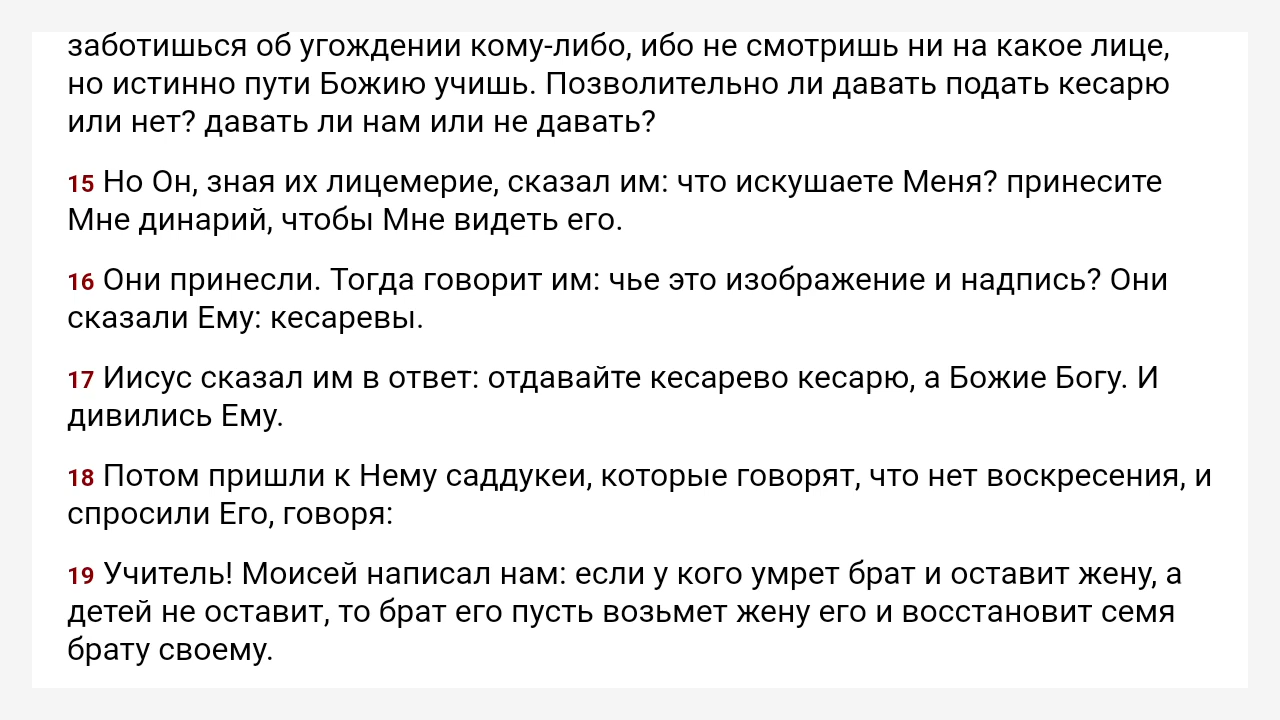 заботишься об угождении кому-либо, ибо не смотришь ни на какое лице,
но истинно пути Божию учишь. Позволительно ли давать подать кесарю
или нет? давать ли нам или не давать?
15 Но Он, зная их лицемерие, сказал им: что искушаете Меня? принесите
Мне динарий, чтобы Мне видеть его.
16 Они принесли. Тогда говорит им: чье это изображение и надпись? Они
сказали Ему: кесаревы.
17 Иисус сказал им в ответ: отдавайте кесарево кесарю, а Божие Богу. И
дивились Ему.
18 Потом пришли к Нему саддукеи, которые говорят, что нет воскресения, и
спросили Его, говоря:
19 Учитель! Моисей написал нам: если у кого умрет брат и оставит жену, а
детей не оставит, то брат его пусть возьмет жену его и восстановит семя
брату своему.